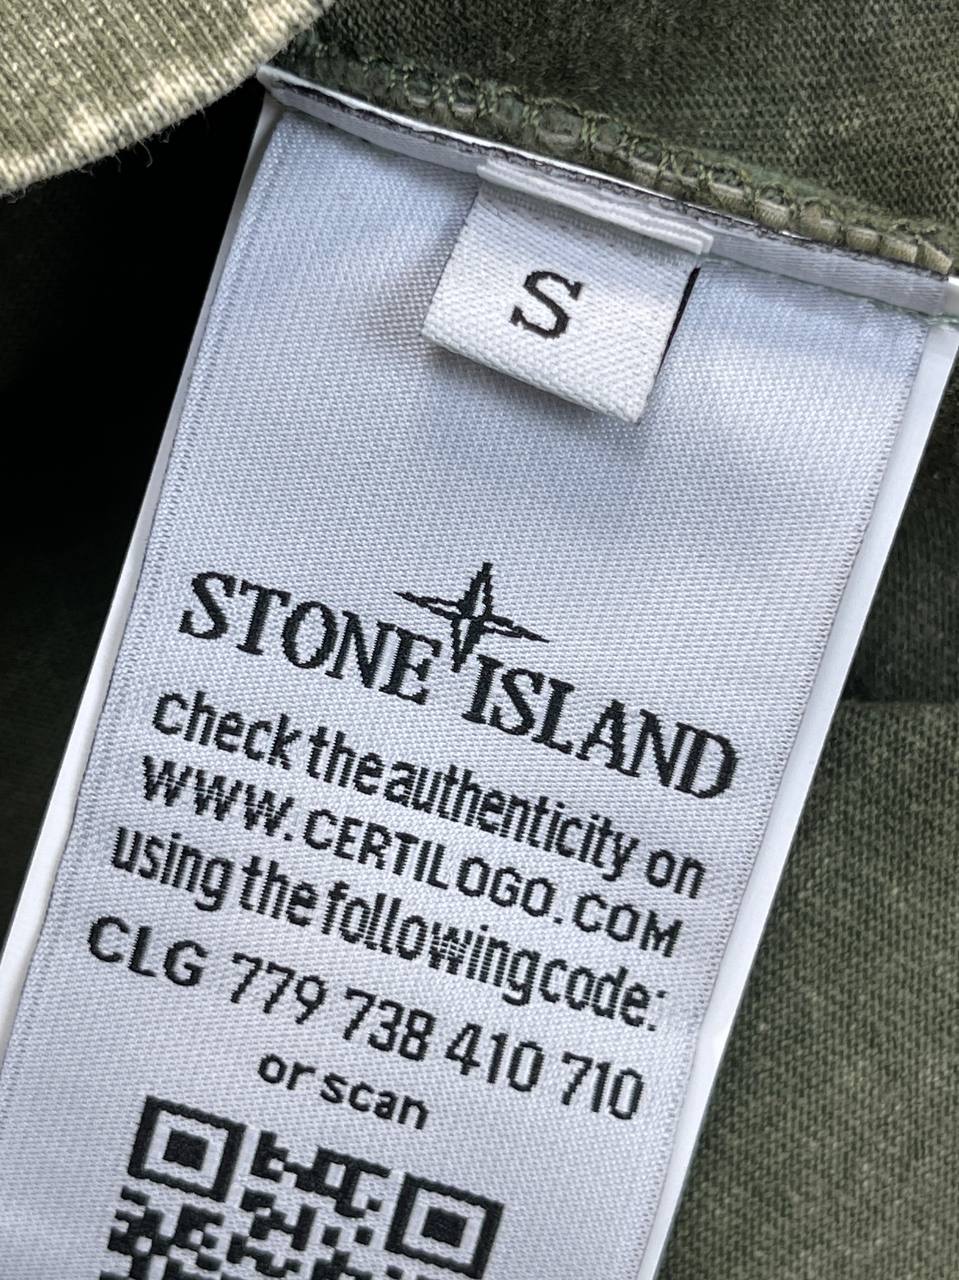 S
STONE ISLAND
check the authenticity on
WWW.CERTILOGO.COM
using the following code:
CLG 779 738 410 710
or scan